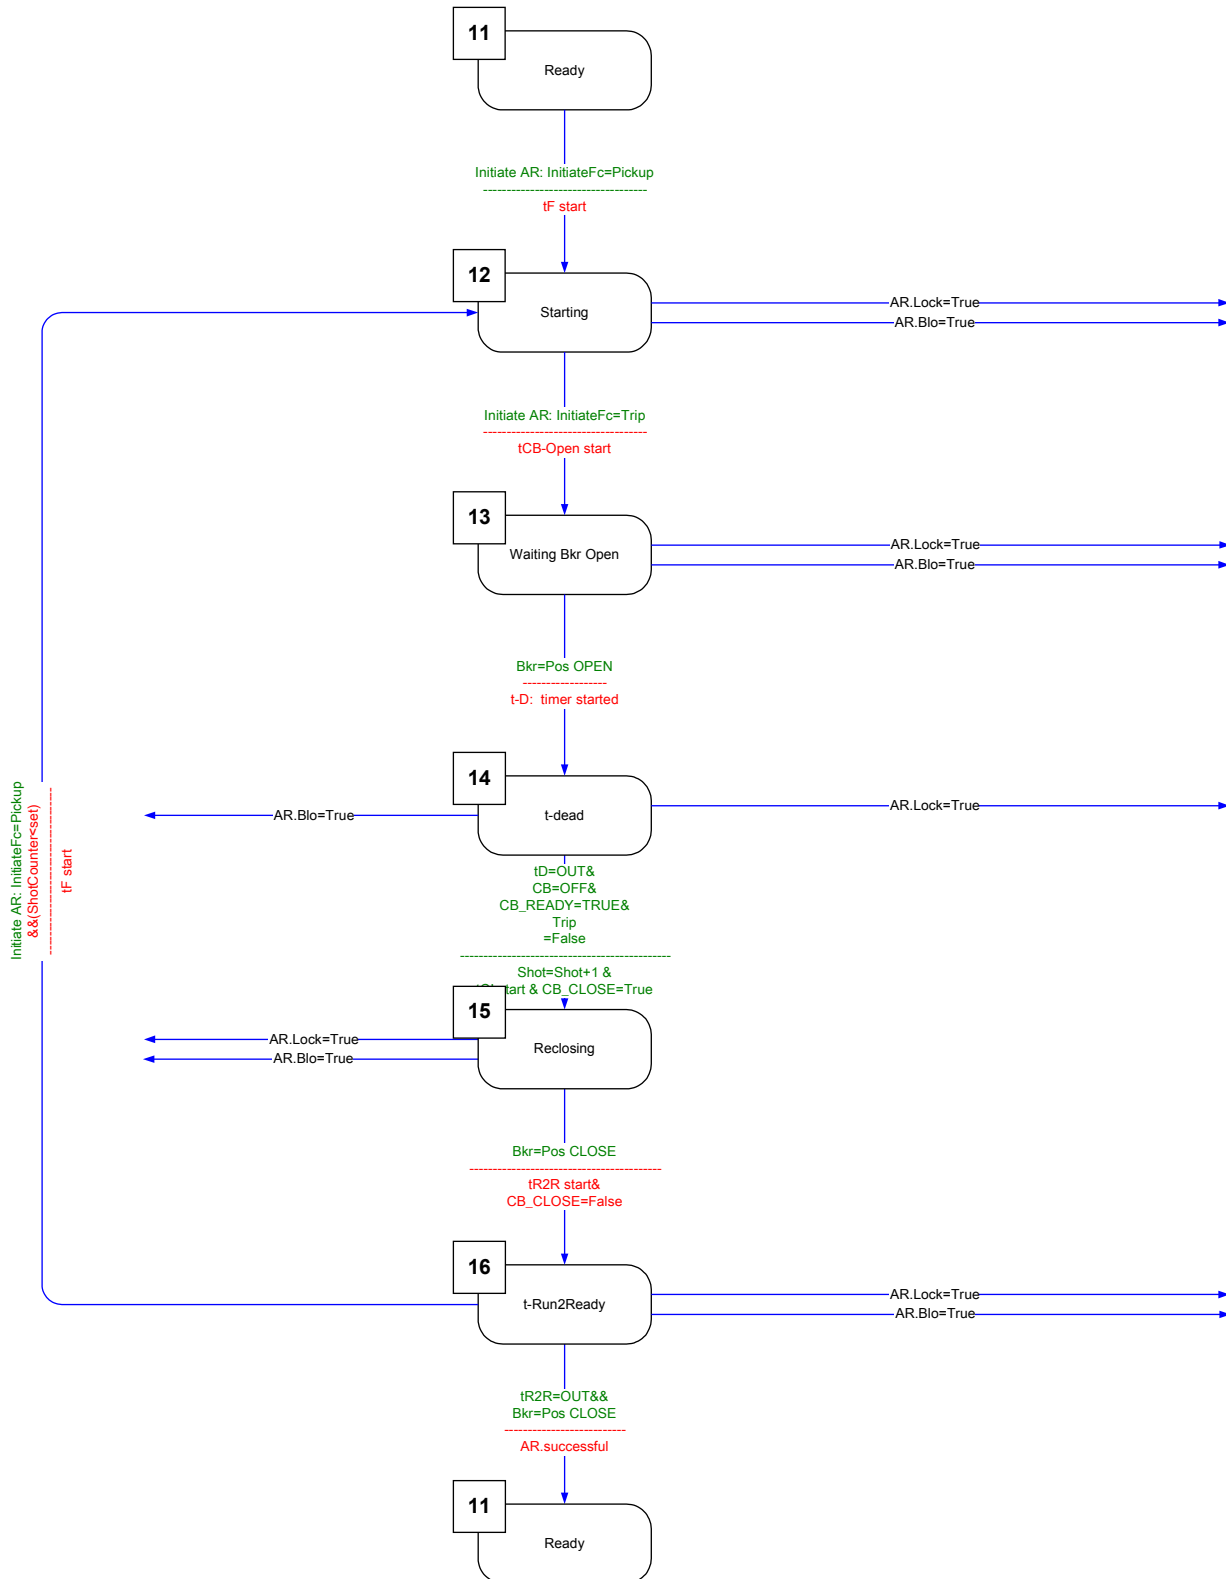 11
Ready
Initiate AR: InitiateFc=Pickup
-----------------------------------
tF start
12
Starting
AR.Lock=True
AR.Blo=True
Initiate AR: InitiateFc=Trip
-----------------------------------
tCB-Open start
13
Waiting Bkr Open
AR.Lock=True
AR.Blo=True
Bkr=Pos OPEN
------------------
t-D:  timer started
Initiate AR: InitiateFc=Pickup
&&(ShotCounter<set)
-----------------------------------
tF start
14
t-dead
AR.Blo=True
AR.Lock=True
tD=OUT&
CB=OFF&
CB_READY=TRUE&
Trip
=False
---------------------------------------------
Shot=Shot+1 &
& CB_CLOSE=True
15
Reclosing
AR.Lock=True
AR.Blo=True
Bkr=Pos CLOSE
-----------------------------------------
tR2R start&
CB_CLOSE=False
16
t-Run2Ready
AR.Lock=True
AR.Blo=True
tR2R=OUT&&
Bkr=Pos CLOSE
--------------------------
AR.successful
11
Ready